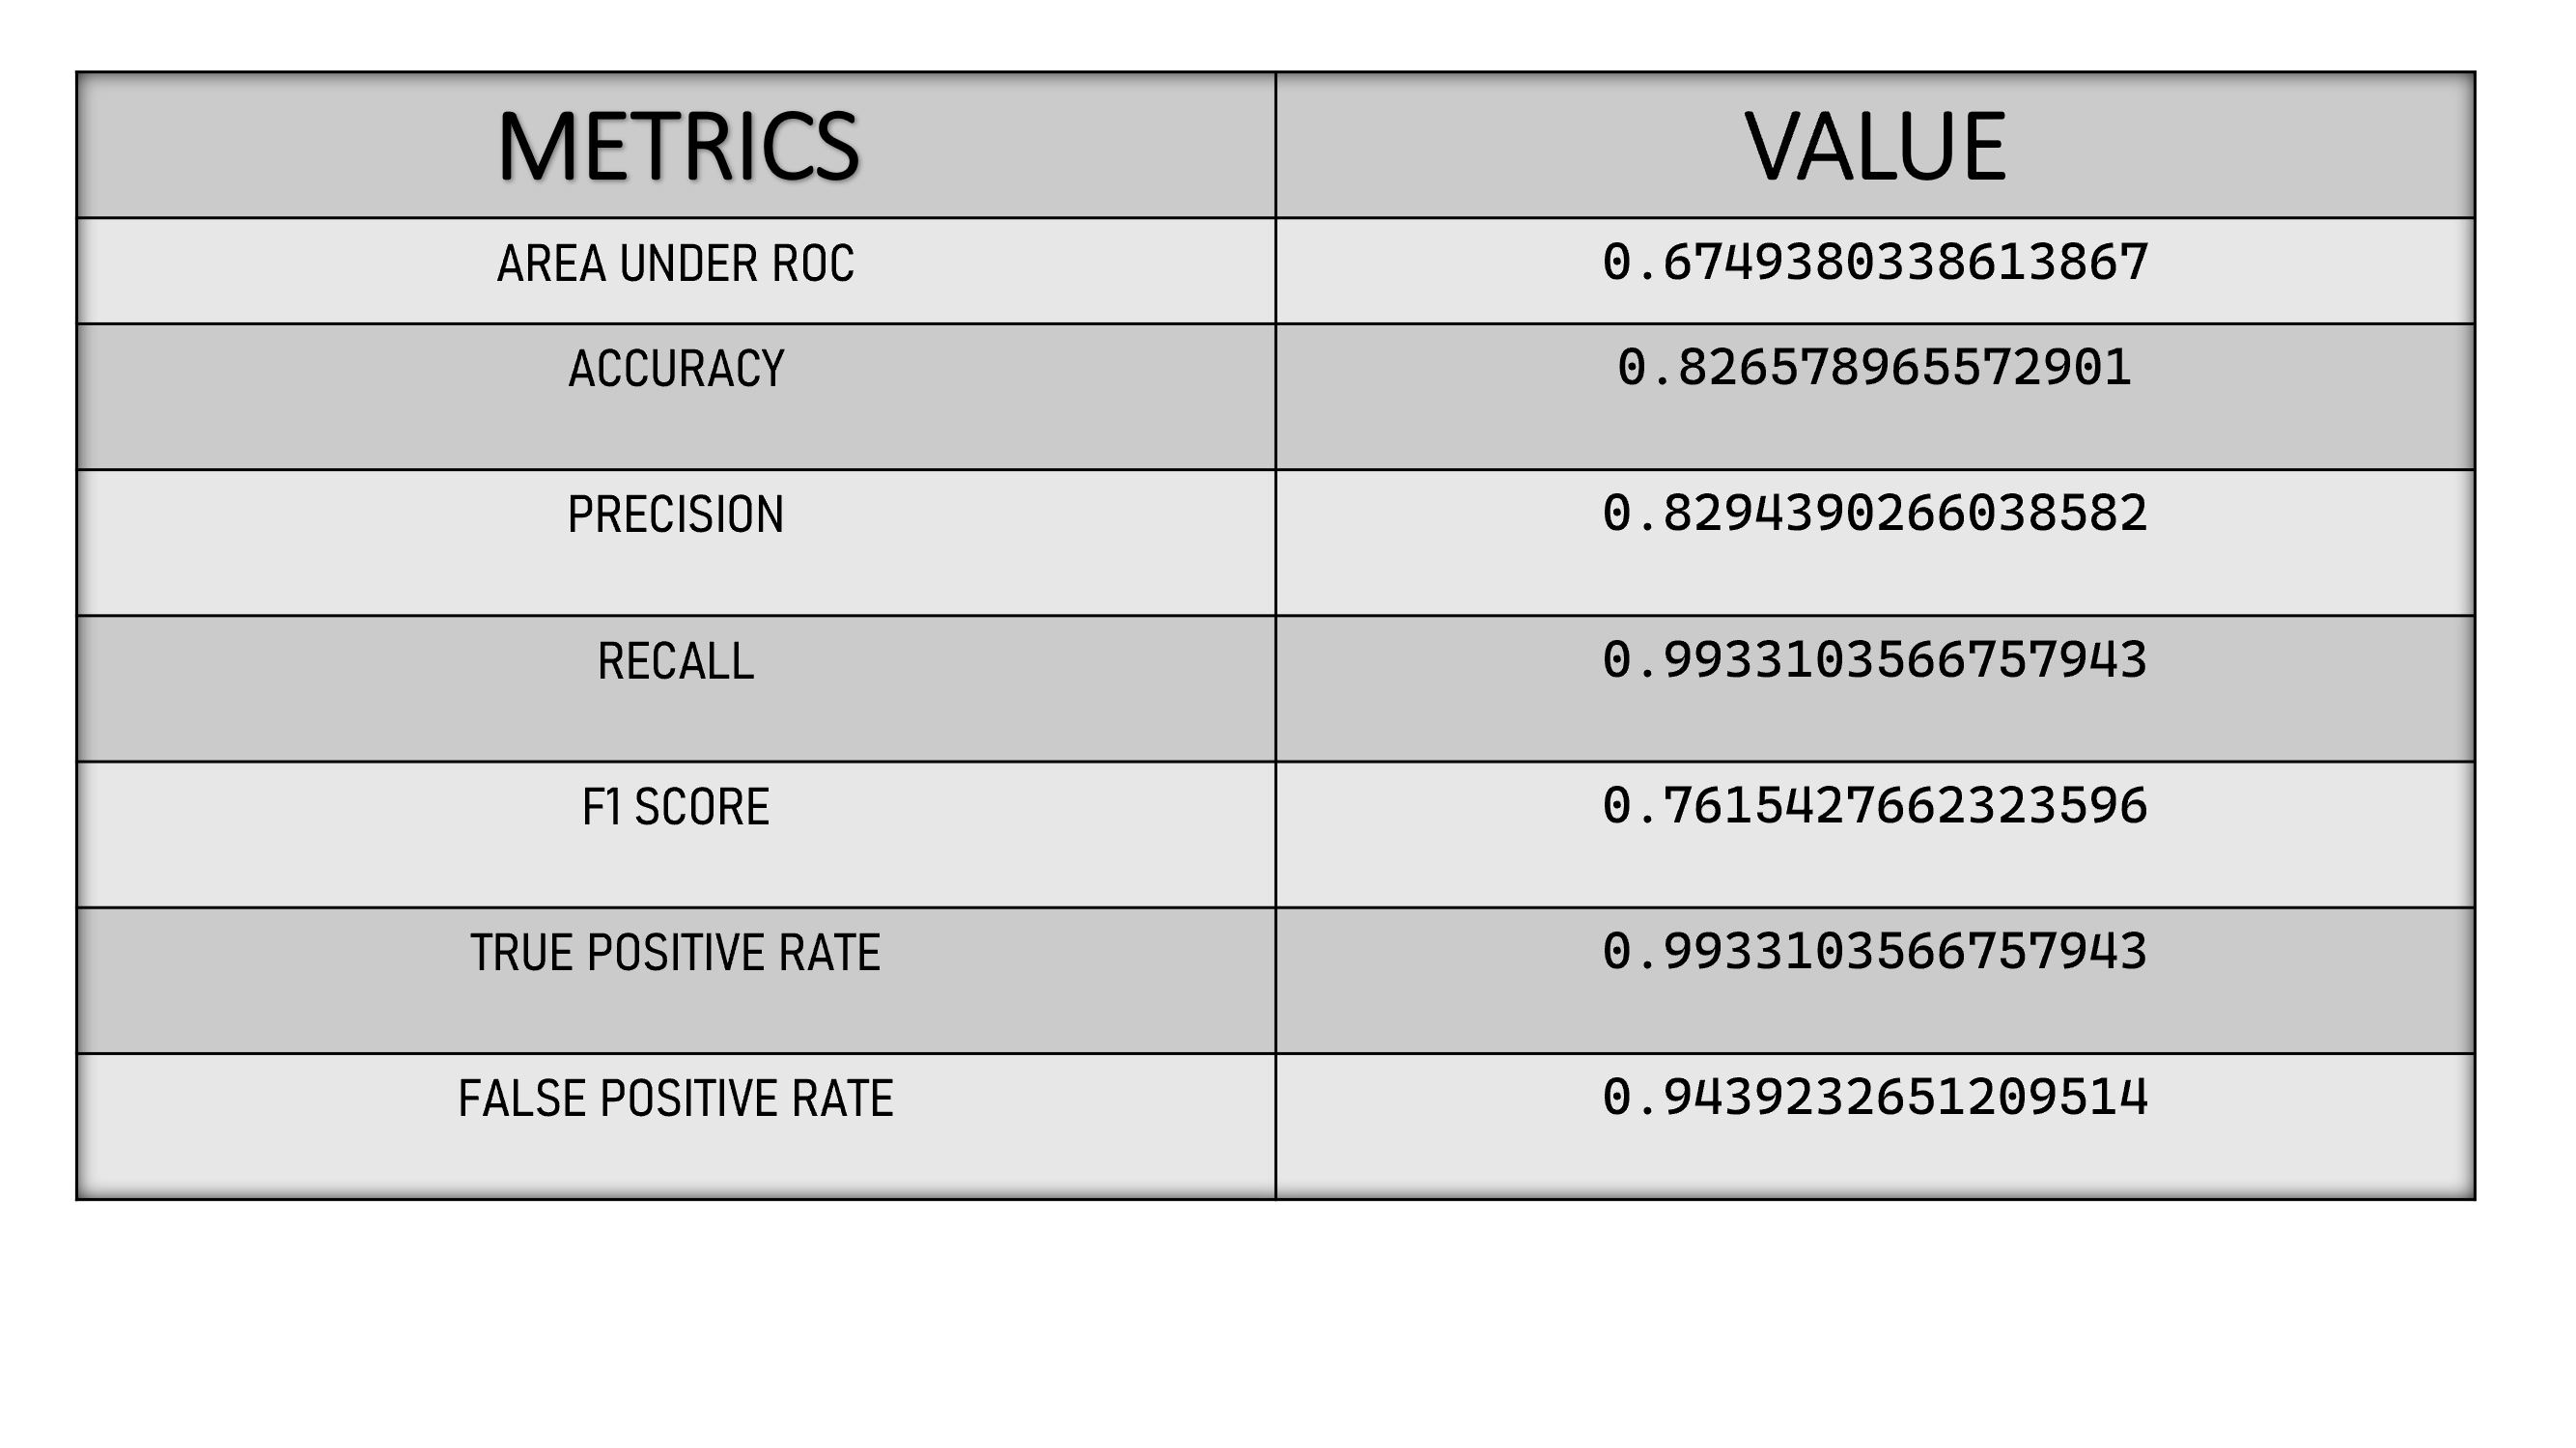 METRICS VALUE
AREA UNDER ROC 0.6749380338613867
ACCURACY 0.826578965572901
PRECISION 0.8294390266038582
RECALL 0.9933103566757943
F1 SCORE 0.7615427662323596
TRUE POSITIVE RATE 0.9933103566757943
FALSE POSITIVE RATE 0.9439232651209514